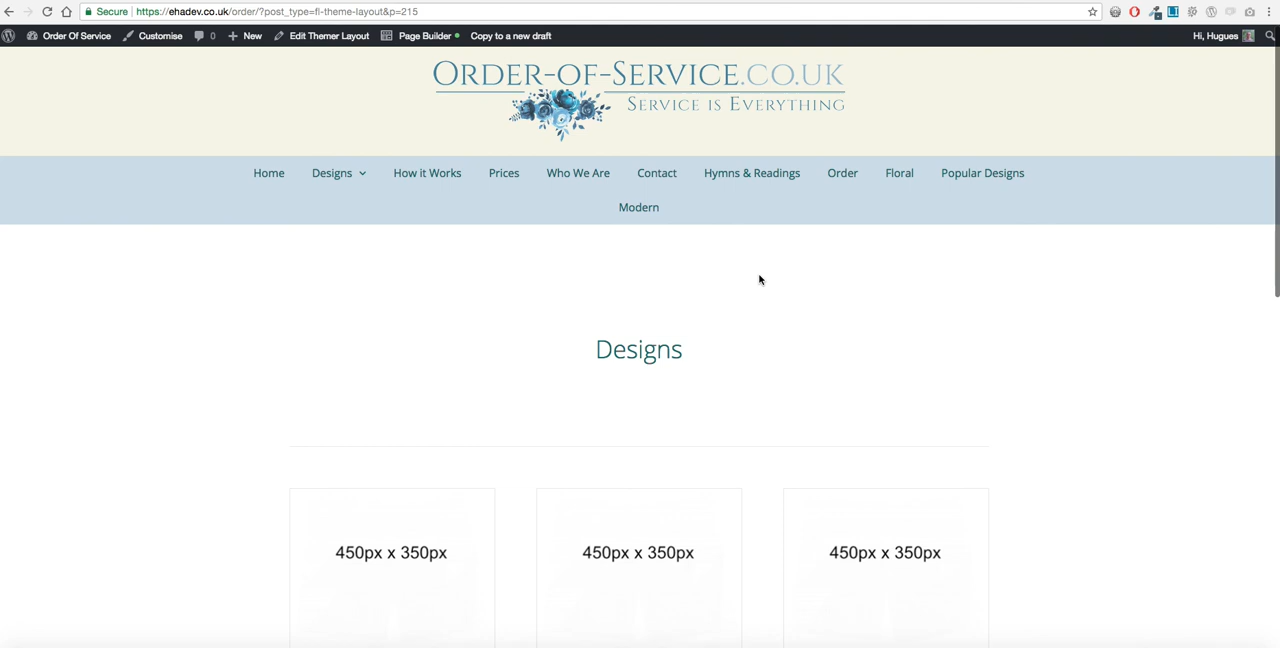 Secure https://ehadev.co.uk/order/?post_type=fl-theme-layout&p=215
Order Of Service Customise 0 New Edit Themer Layout Page Builder Copy to a new draft Hi, Hugues
ORDER-OF-SERVICE.CO.UK
SERVICE IS EVERYTHING
Home Designs How it Works Prices Who We Are Contact Hymns & Readings Order Floral Popular Designs
Modern
Designs
450px x 350px 450px x 350px 450px x 350px